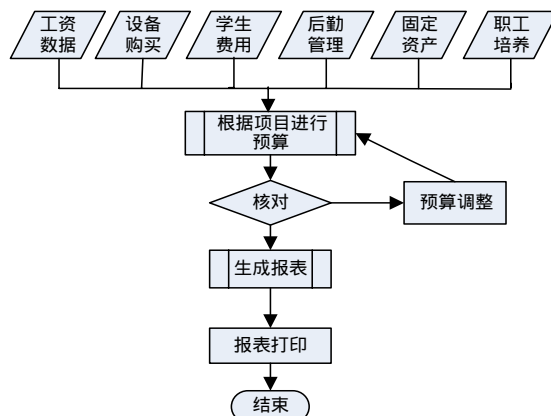 工资
数据
设备
购买
学生
费用
后勤
管理
固定
资产
职工
培养
根据项目进行
预算
核对
预算调整
生成报表
报表打印
结束